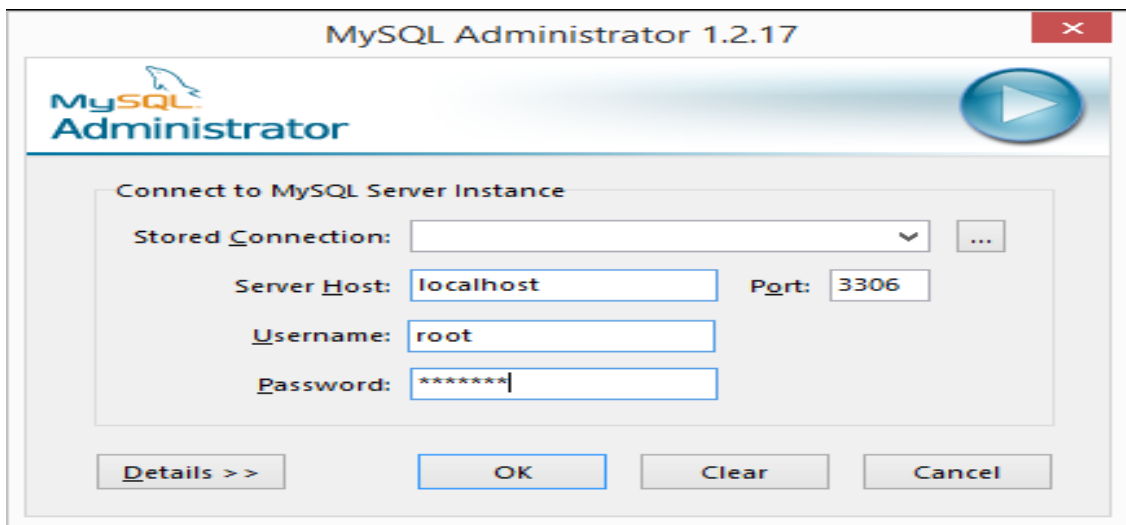 MySQL Administrator 1.2.17
MySQL
Administrator
Connect to MySQL Server Instance
Stored Connection:
...
Server Host: localhost Port: 3306
Username: root
Password: *******
Details >> OK Clear Cancel